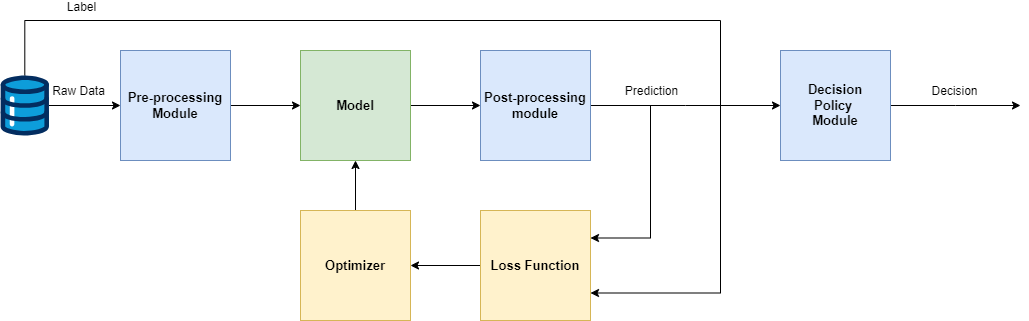 Label
Raw Data
Pre-processing
Module
Model
Post-processing
module
Prediction
Decision
Policy
Module
Decision
Optimizer
Loss Function